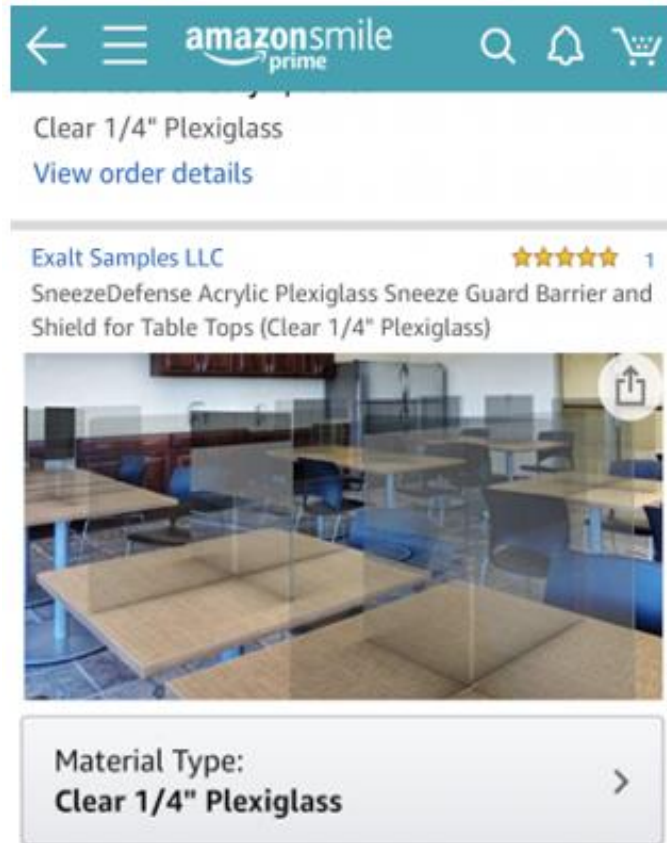 amazonsmile
prime
Clear 1/4" Plexiglass
View order details
Exalt Samples LLC
1
SneezeDefense Acrylic Plexiglass Sneeze Guard Barrier and
Shield for Table Tops (Clear 1/4" Plexiglass)
Material Type:
Clear 1/4" Plexiglass